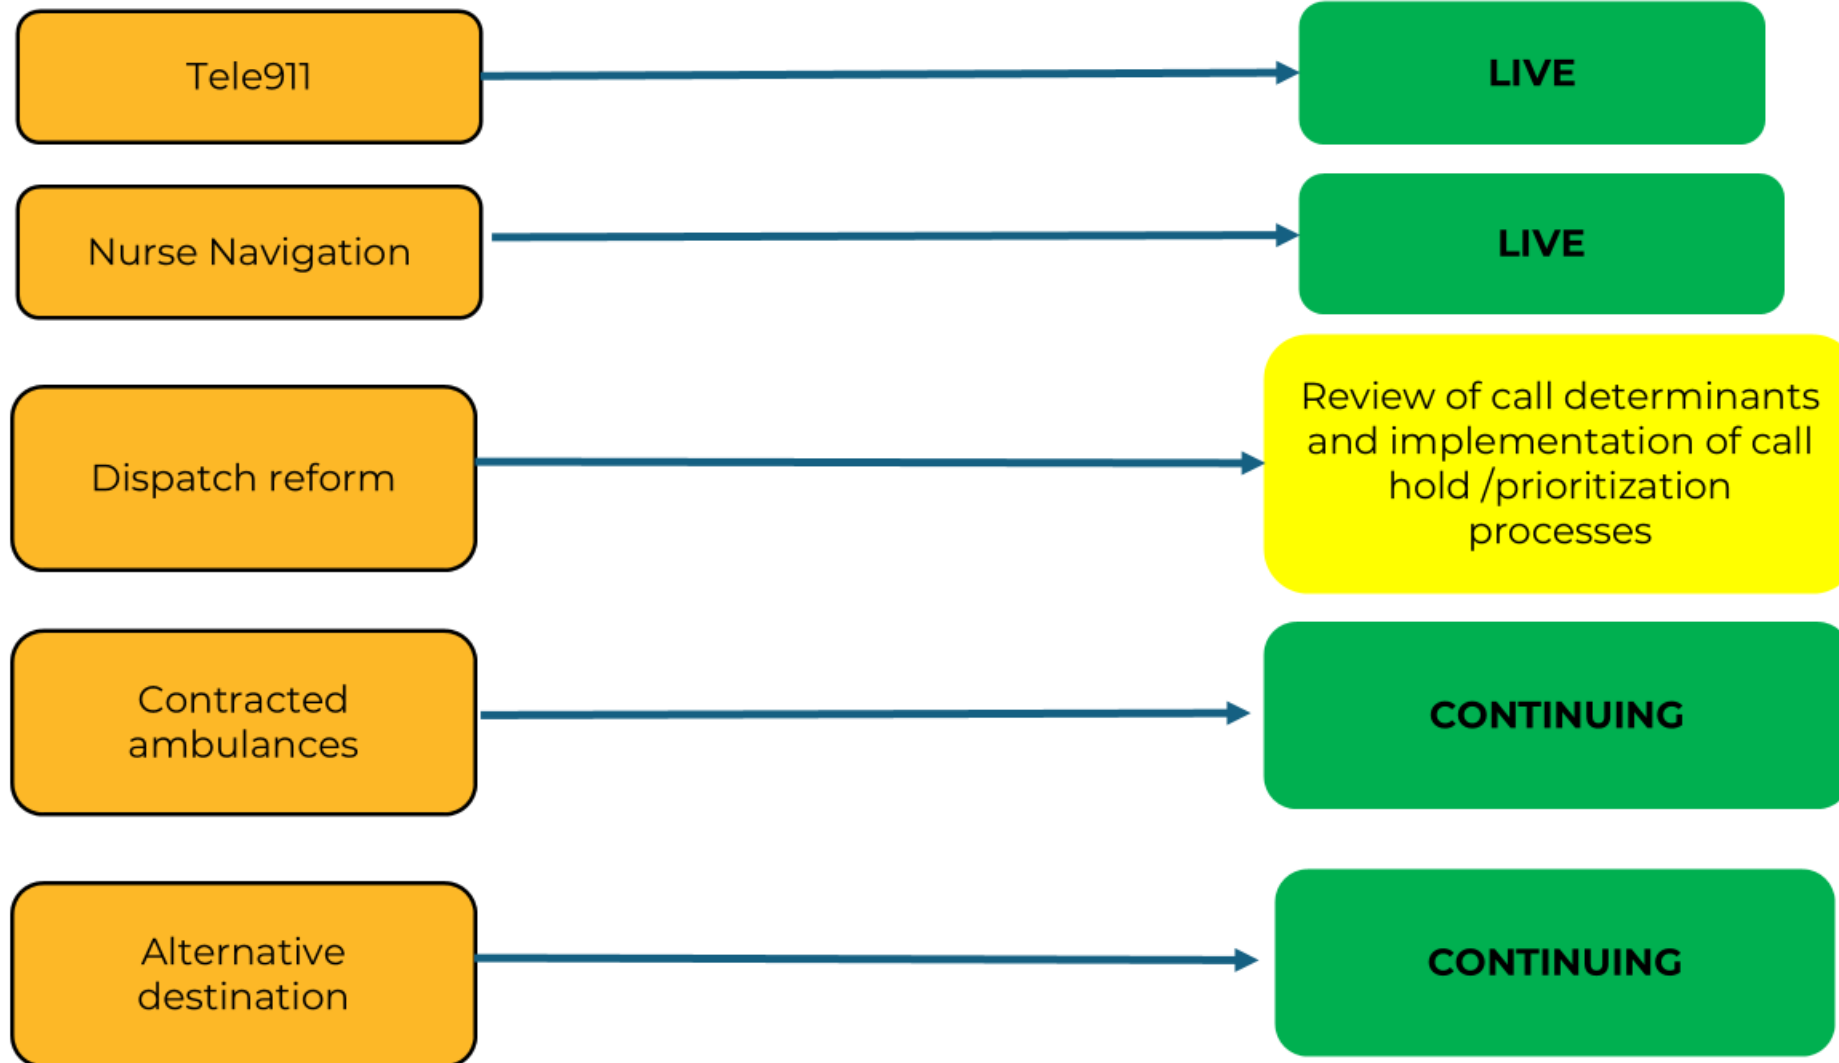 Tele911
LIVE
Nurse Navigation
LIVE
Dispatch reform
Review of call determinants
and implementation of call
hold /prioritization
processes
Contracted
ambulances
CONTINUING
Alternative
destination
CONTINUING